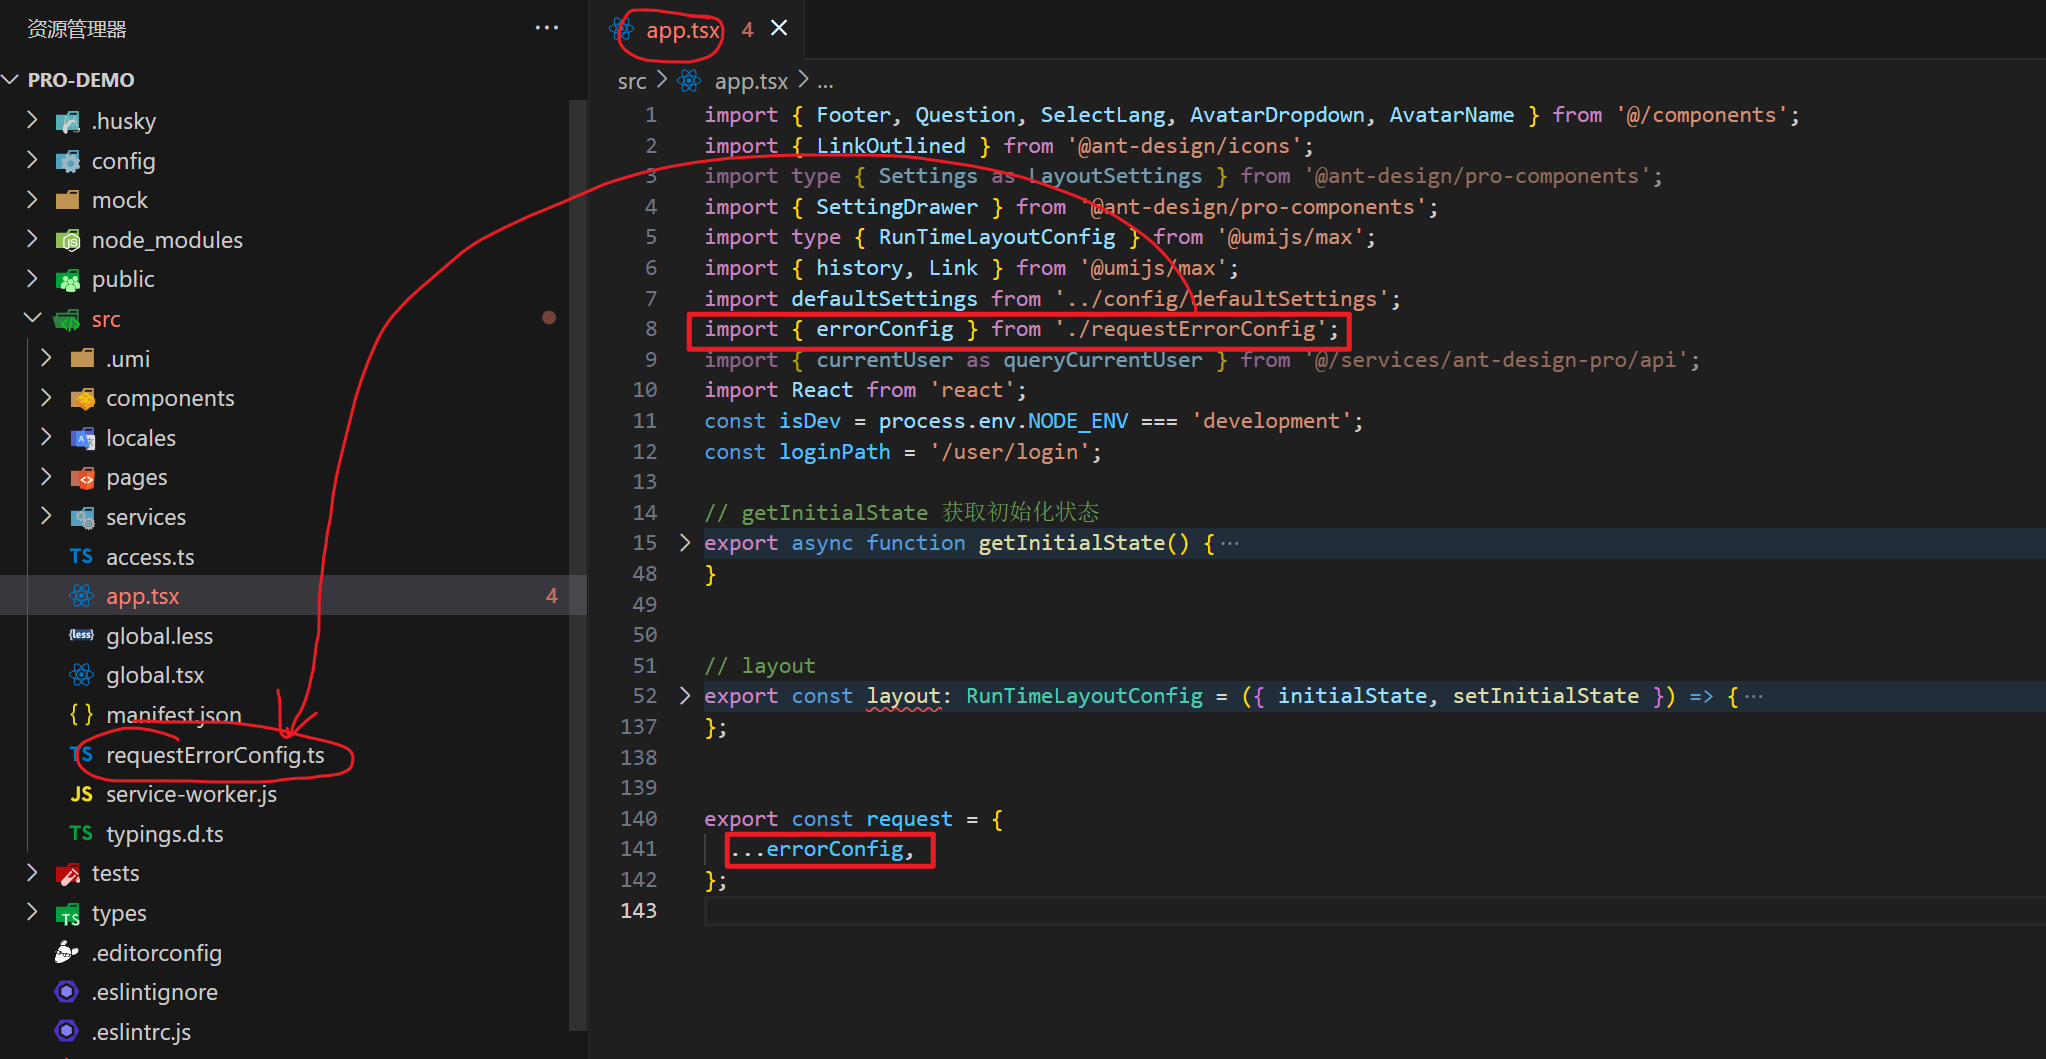 资源管理器
PRO-DEMO
.husky
config
mock
node_modules
public
src
.umi
components
locales
pages
services
TS access.ts
app.tsx 4
{less} global.less
global.tsx
{ } manifest.json
TS requestErrorConfig.ts
JS service-worker.js
TS typings.d.ts
tests
types
.editorconfig
.eslintignore
.eslintrc.js
app.tsx 4
src > app.tsx > ...
1 import { Footer, Question, SelectLang, AvatarDropdown, AvatarName } from '@/components';
2 import { LinkOutlined } from '@ant-design/icons';
3 import type { Settings as LayoutSettings } from '@ant-design/pro-components';
4 import { SettingDrawer } from '@ant-design/pro-components';
5 import type { RunTimeLayoutConfig } from '@umijs/max';
6 import { history, Link } from '@umijs/max';
7 import defaultSettings from '../config/defaultSettings';
8 import { errorConfig } from './requestErrorConfig';
9 import { currentUser as queryCurrentUser } from '@/services/ant-design-pro/api';
10 import React from 'react';
11 const isDev = process.env.NODE_ENV === 'development';
12 const loginPath = '/user/login';
13
14 // getInitialState 获取初始化状态
15 export async function getInitialState() {···
48 }
49
50
51 // layout
52 export const layout: RunTimeLayoutConfig = ({ initialState, setInitialState }) => {···
137 };
138
139
140 export const request = {
141 ...errorConfig,
142 };
143